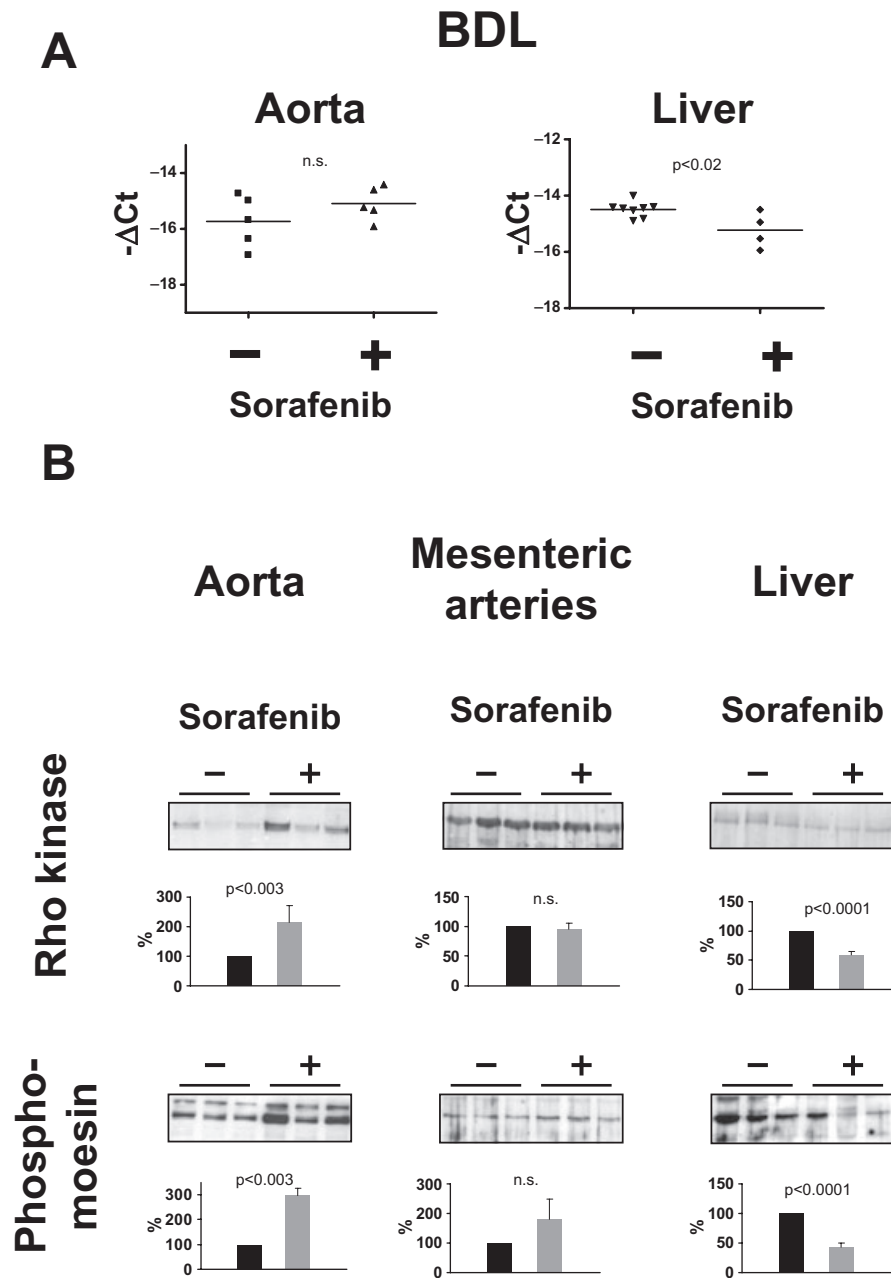 A
BDL
Aorta
Liver
n.s.
–14
–16
–18
-ΔCt
p<0.02
–12
–14
–16
–18
-ΔCt
− +
− +
Sorafenib
Sorafenib
B
Aorta
Mesenteric
arteries
Liver
Sorafenib
Sorafenib
Sorafenib
Rho kinase
− +
− +
− +
p<0.003
300
200
100
0
%
n.s.
150
100
50
0
%
p<0.0001
150
100
50
0
%
Phospho-
moesin
− +
− +
− +
p<0.003
300
200
100
0
%
n.s.
300
200
100
0
%
p<0.0001
150
100
50
0
%